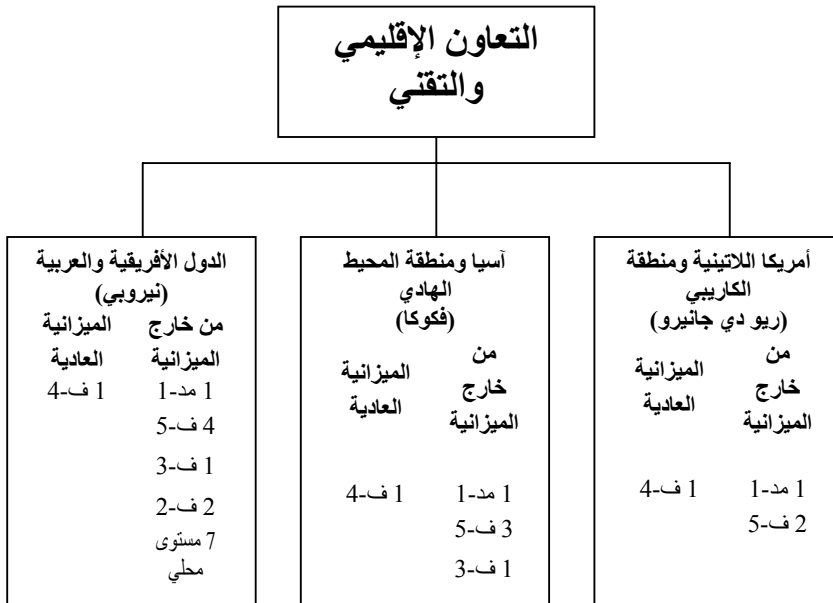 التعاون الإقليمي
والتقني
أمريكا اللاتينية ومنطقة
الكاريبي
(ريو دي جانيرو)
من
خارج
الميزانية
1 مد-1
2 ف-5
الميزانية
العادية
1 ف-4
آسيا ومنطقة المحيط
الهادي
(فكوكا)
من
خارج
الميزانية
1 مد-1
3 ف-5
1 ف-3
الميزانية
العادية
1 ف-4
الدول الأفريقية والعربية
(نيروبي)
من خارج
الميزانية
1 مد-1
4 ف-5
1 ف-3
2 ف-2
7 مستوى
محلي
الميزانية
العادية
1 ف-4